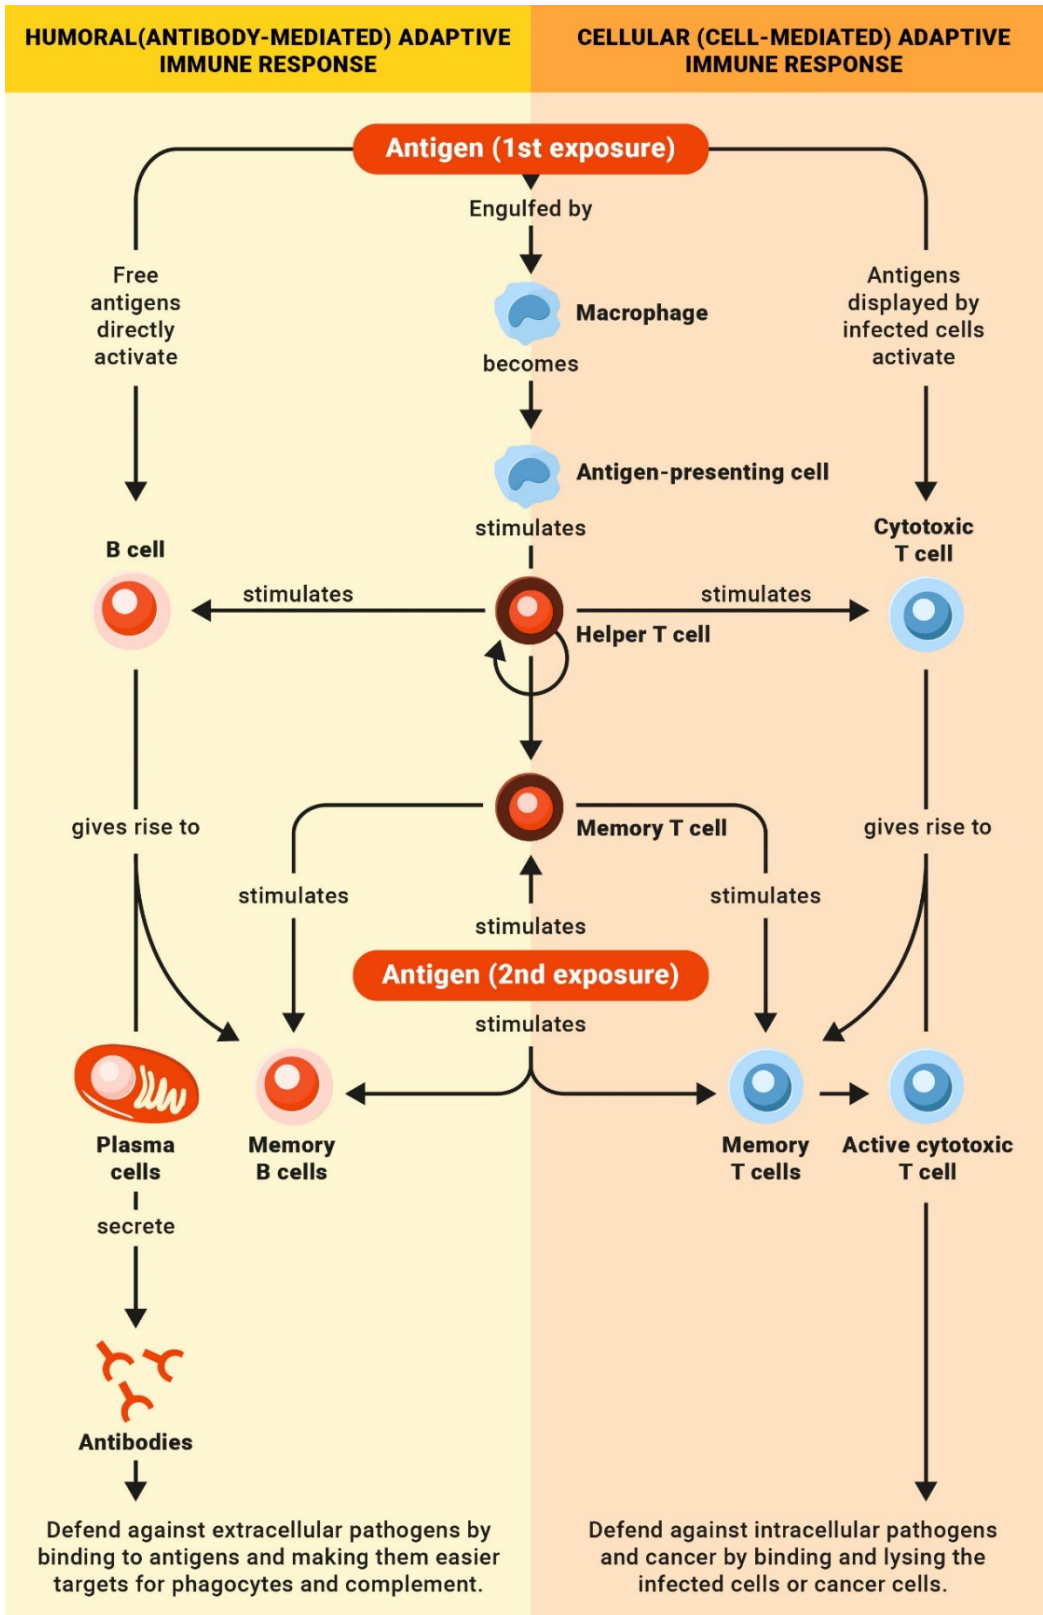 HUMORAL(ANTIBODY-MEDIATED) ADAPTIVE
IMMUNE RESPONSE
CELLULAR (CELL-MEDIATED) ADAPTIVE
IMMUNE RESPONSE
Antigen (1st exposure)
Engulfed by
Free
antigens
directly
activate
Macrophage
Antigens
displayed by
infected cells
activate
becomes
Antigen-presenting cell
stimulates
B cell
Cytotoxic
T cell
stimulates
stimulates
Helper T cell
gives rise to
Memory T cell
gives rise to
stimulates
stimulates
stimulates
Antigen (2nd exposure)
stimulates
Plasma
cells
Memory
B cells
Memory
T cells
Active cytotoxic
T cell
secrete
Antibodies
Defend against extracellular pathogens by
binding to antigens and making them easier
targets for phagocytes and complement.
Defend against intracellular pathogens
and cancer by binding and lysing the
infected cells or cancer cells.